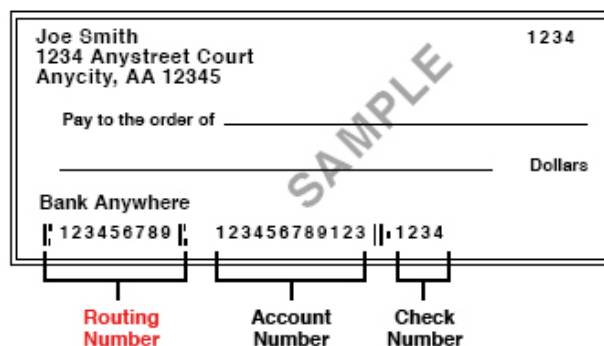 Joe Smith 1234
1234 Anystreet Court
Anycity, AA 12345
Pay to the order of
Dollars
SAMPLE
Bank Anywhere
123456789 123456789123 1234
Routing Account Check
Number Number Number